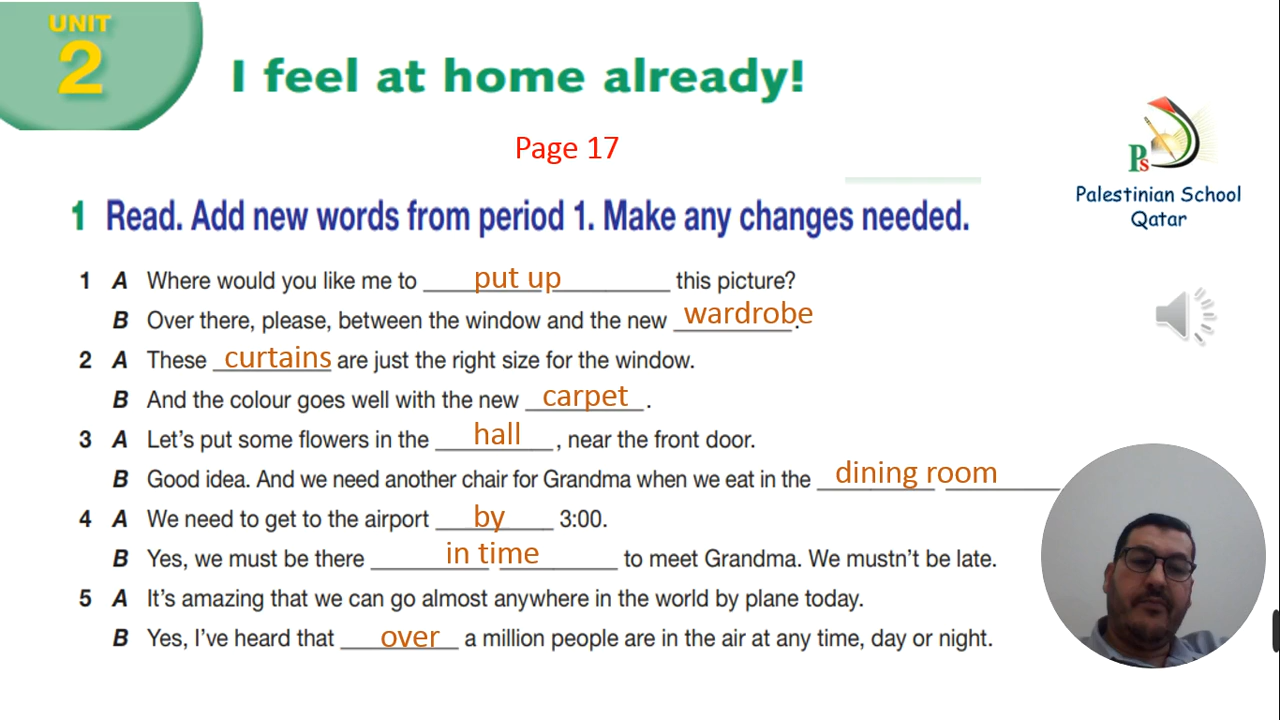 UNIT
2
I feel at home already!
Page 17
Ps
Palestinian School
Qatar
1 Read. Add new words from period 1. Make any changes needed.
1 A Where would you like me to put up this picture?
B Over there, please, between the window and the new wardrobe.
2 A These curtains are just the right size for the window.
B And the colour goes well with the new carpet.
3 A Let's put some flowers in the hall, near the front door.
B Good idea. And we need another chair for Grandma when we eat in the dining room
4 A We need to get to the airport by 3:00.
B Yes, we must be there in time to meet Grandma. We mustn't be late.
5 A It's amazing that we can go almost anywhere in the world by plane today.
B Yes, I've heard that over a million people are in the air at any time, day or night.